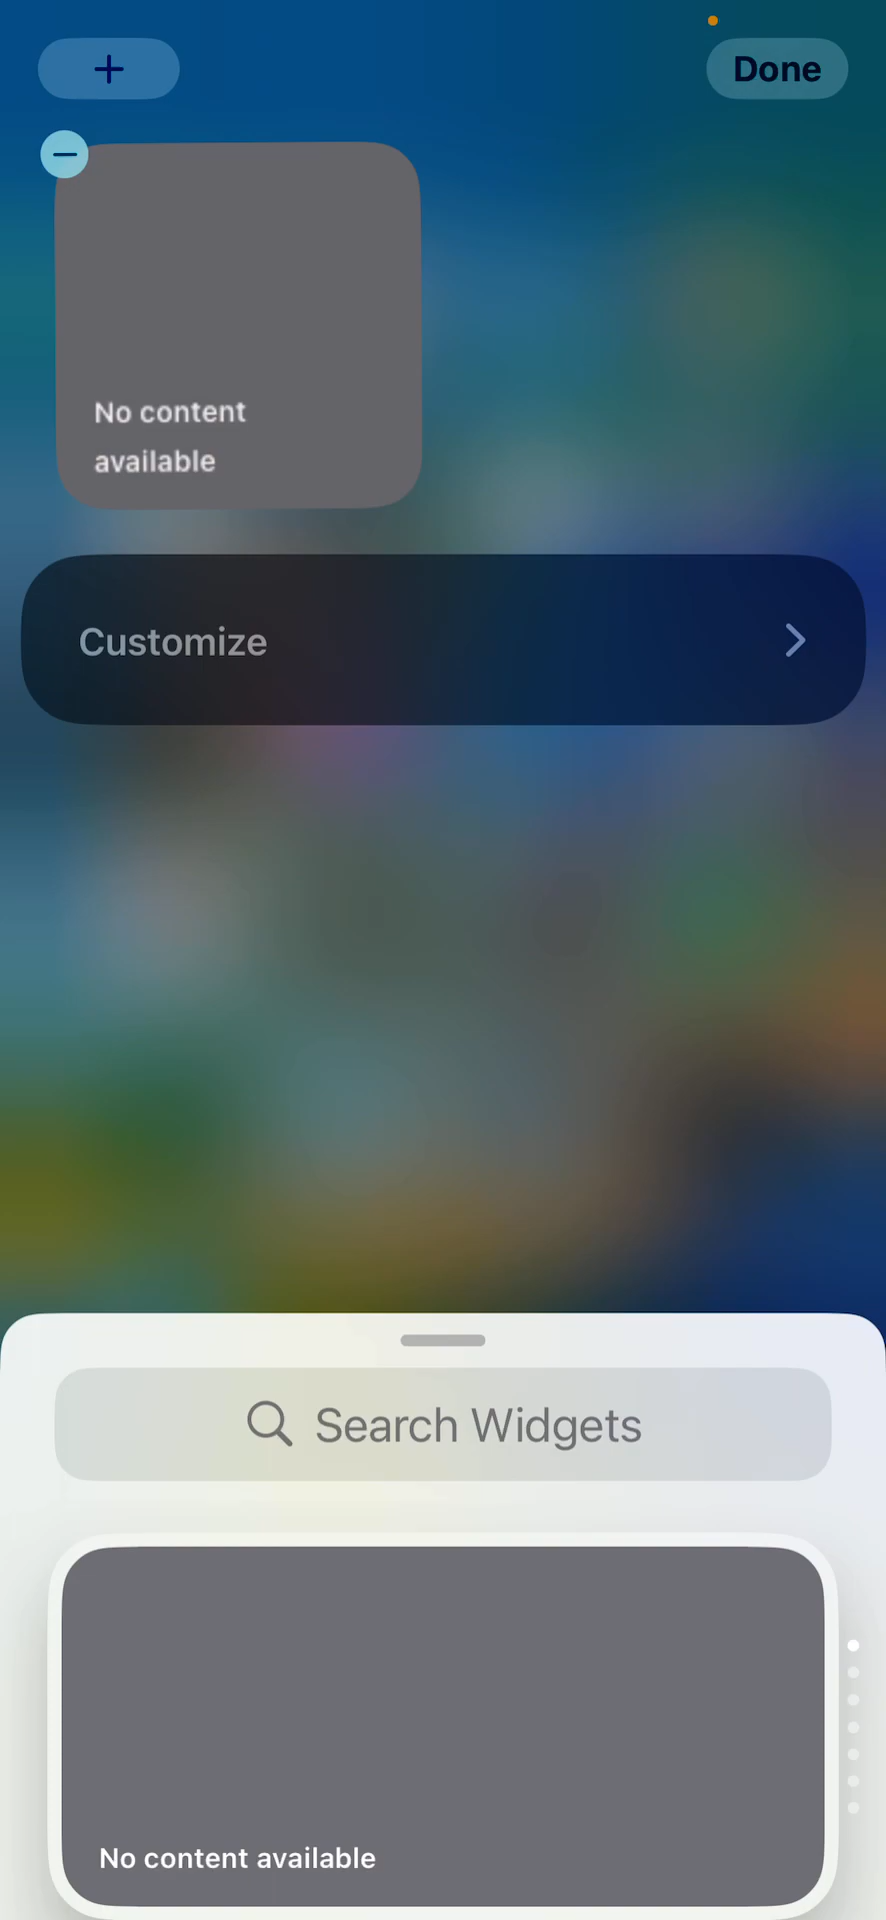 Done
No content
available
Customize
Search Widgets
No content available